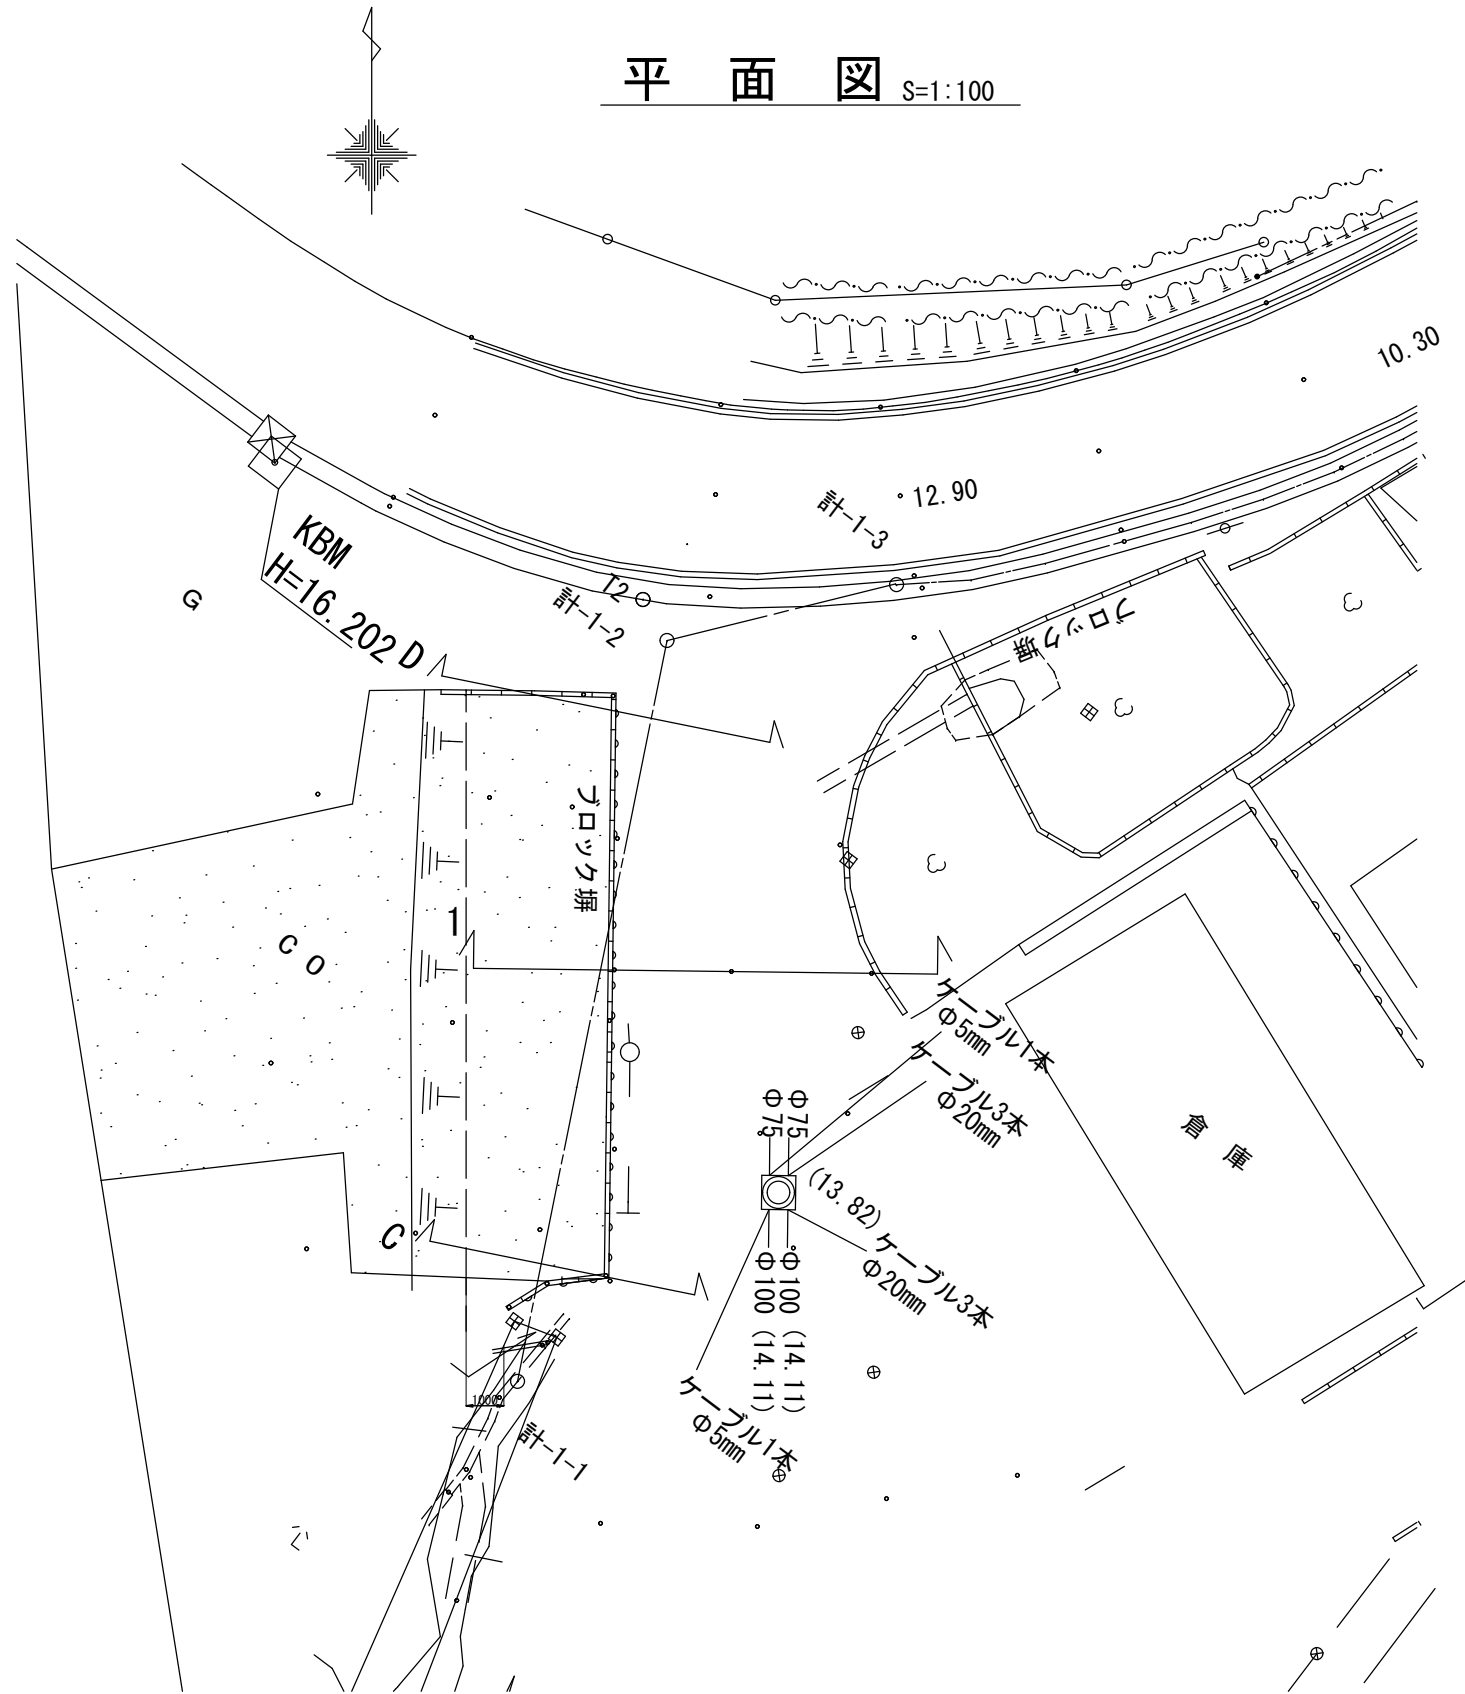 平面図 S=1:100
10.30
12.90
計-1-3
KBM
H=16.202
T2
計-1-2
G
D
ブロック塀
ブロック塀
1
CO
ケーブル1本
Φ5mm
ケーブル3本
Φ20mm
Φ75
Φ75
倉庫
(13.82)
C
ケーブル3本
Φ20mm
Φ100 (14.11)
Φ100 (14.11)
ケーブル1本
Φ5mm
1000
計-1-1